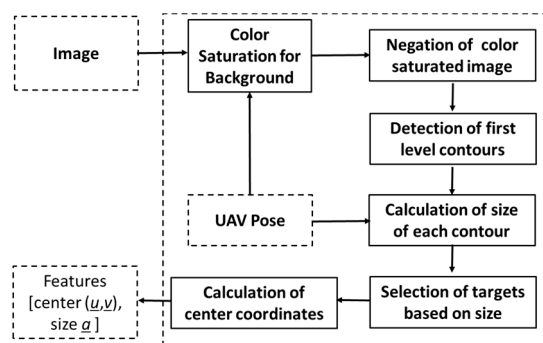 Image
Color
Saturation for
Background
Negation of color
saturated image
Detection of first
level contours
UAV Pose
Calculation of size
of each contour
Selection of targets
based on size
Calculation of
center coordinates
Features
[center (u,v),
size a ]